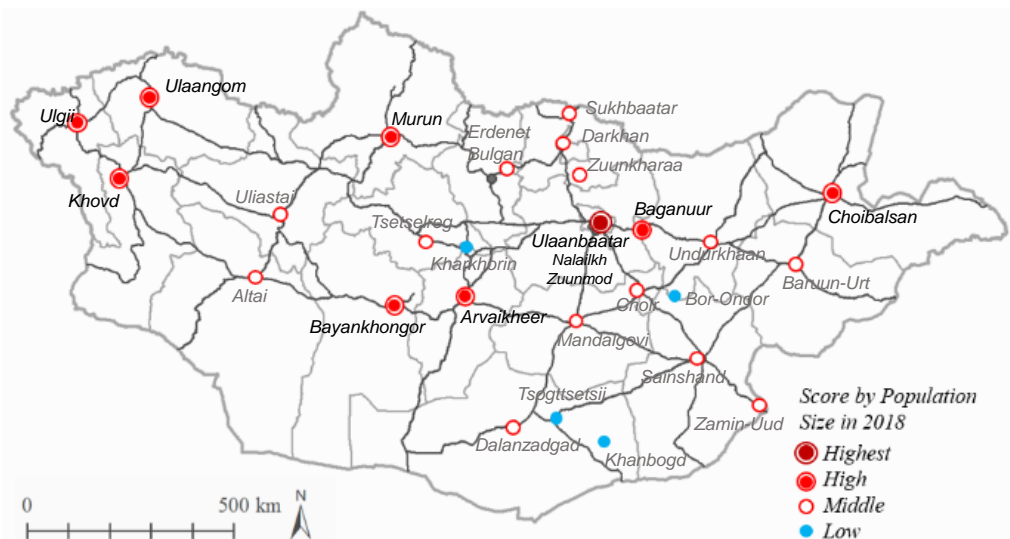 Ulaangom
Ulgii
Murun
Sukhbaatar
Erdenet
Darkhan
Bulgan
Zuunkharaa
Khovd
Uliastai
Tsetselreg
Baganuur
Choibalsan
Ulaanbaatar
Undurkhaan
Kharkhorin
Nalailkh
Zuunmod
Baruun-Urt
Altai
Choir
Bor-Ondor
Bayankhongor
Arvaikheer
Mandalgovi
Sainshand
Tsogttsetsii
Zamin-Uud
Dalanzadgad
Khanbogd
Score by Population
Size in 2018
Highest
High
Middle
Low
0
500 km
N